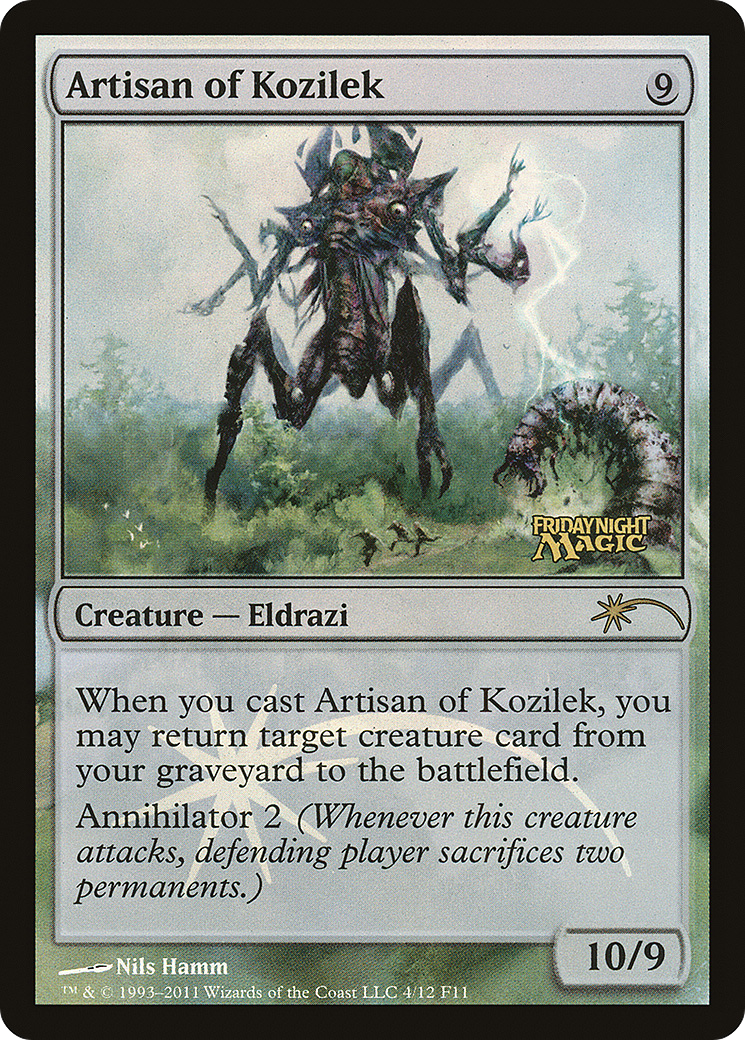 Artisan of Kozilek
9
FRIDAY NIGHT
MAGIC
Creature — Eldrazi
When you cast Artisan of Kozilek, you
may return target creature card from
your graveyard to the battlefield.
Annihilator 2 (Whenever this creature
attacks, defending player sacrifices two
permanents.)
10/9
Nils Hamm
™ & © 1993–2011 Wizards of the Coast LLC 4/12 F11